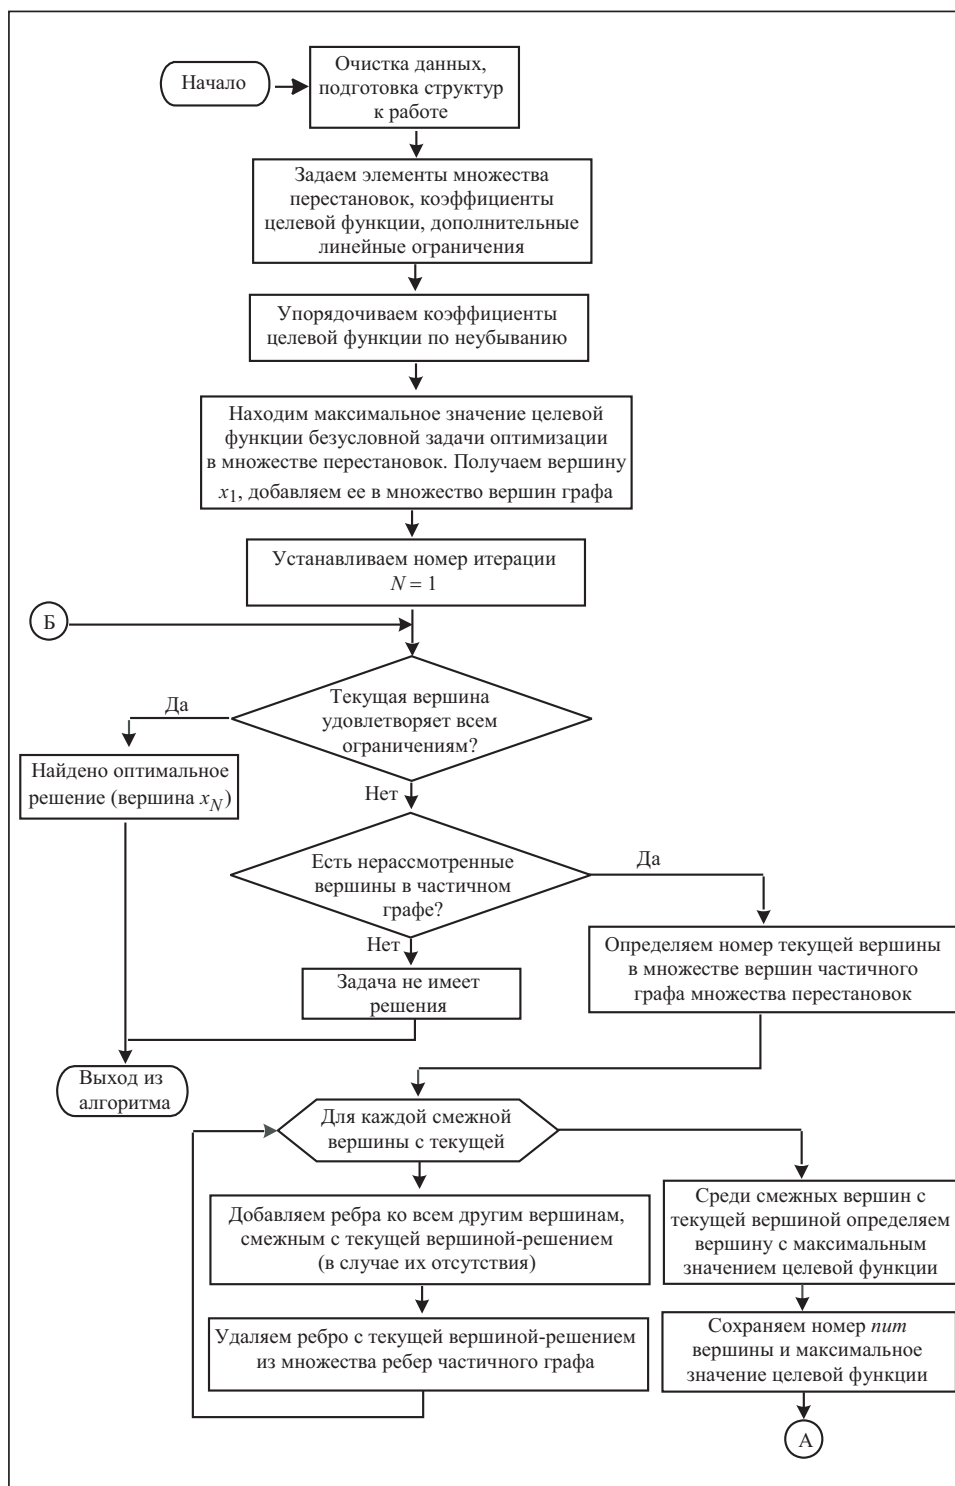 Начало
Очистка данных,
подготовка структур
к работе
Задаем элементы множества
перестановок, коэффициенты
целевой функции, дополнительные
линейные ограничения
Упорядочиваем коэффициенты
целевой функции по неубыванию
Находим максимальное значение целевой
функции безусловной задачи оптимизации
в множестве перестановок. Получаем вершину
x1, добавляем ее в множество вершин графа
Устанавливаем номер итерации
N = 1
Б
Текущая вершина
удовлетворяет всем
ограничениям?
Да
Найдено оптимальное
решение (вершина xN)
Нет
Есть нерассмотренные
вершины в частичном
графе?
Да
Нет
Задача не имеет
решения
Определяем номер текущей вершины
в множестве вершин частичного
графа множества перестановок
Выход из
алгоритма
Для каждой смежной
вершины с текущей
Добавляем ребра ко всем другим вершинам,
смежным с текущей вершиной-решением
(в случае их отсутствия)
Удаляем ребро с текущей вершиной-решением
из множества ребер частичного графа
Среди смежных вершин с
текущей вершиной определяем
вершину с максимальным
значением целевой функции
Сохраняем номер num
вершины и максимальное
значение целевой функции
А